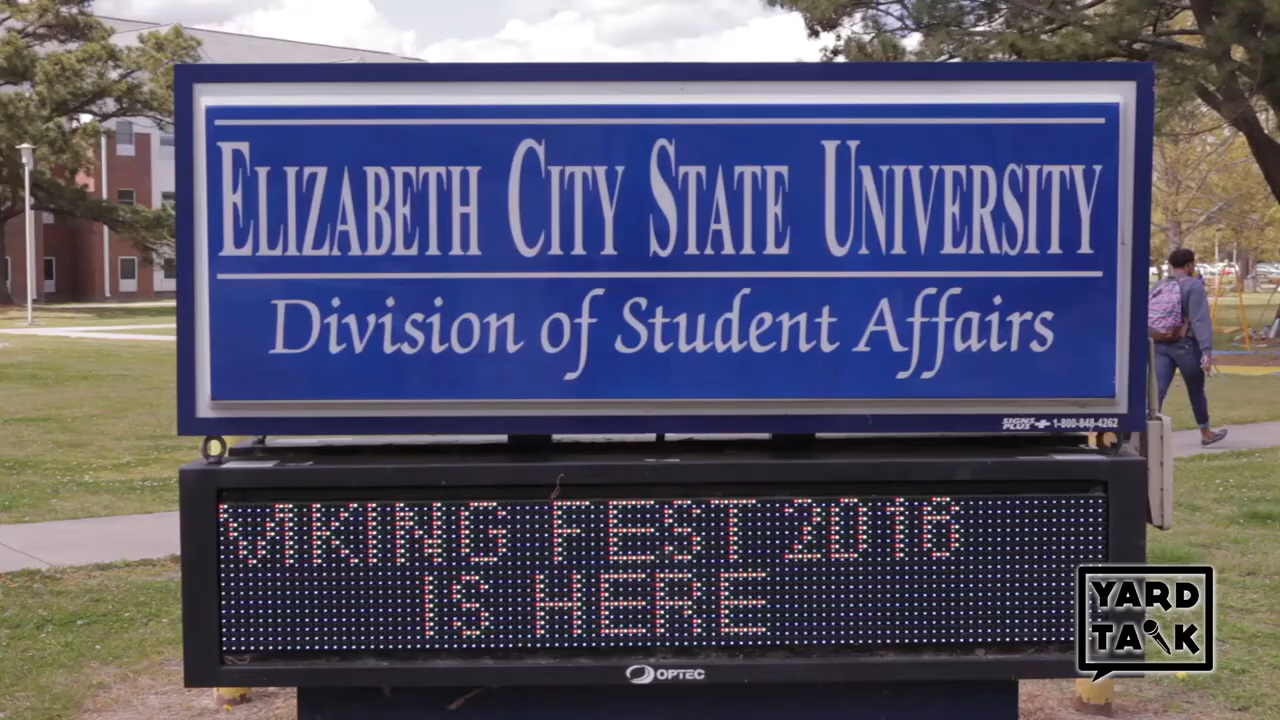 ELIZABETH CITY STATE UNIVERSITY
Division of Student Affairs
SIGNS PLUS 1-800-848-4262
VIKING FEST 2016
IS HERE
OPTEC
YARD
TALK